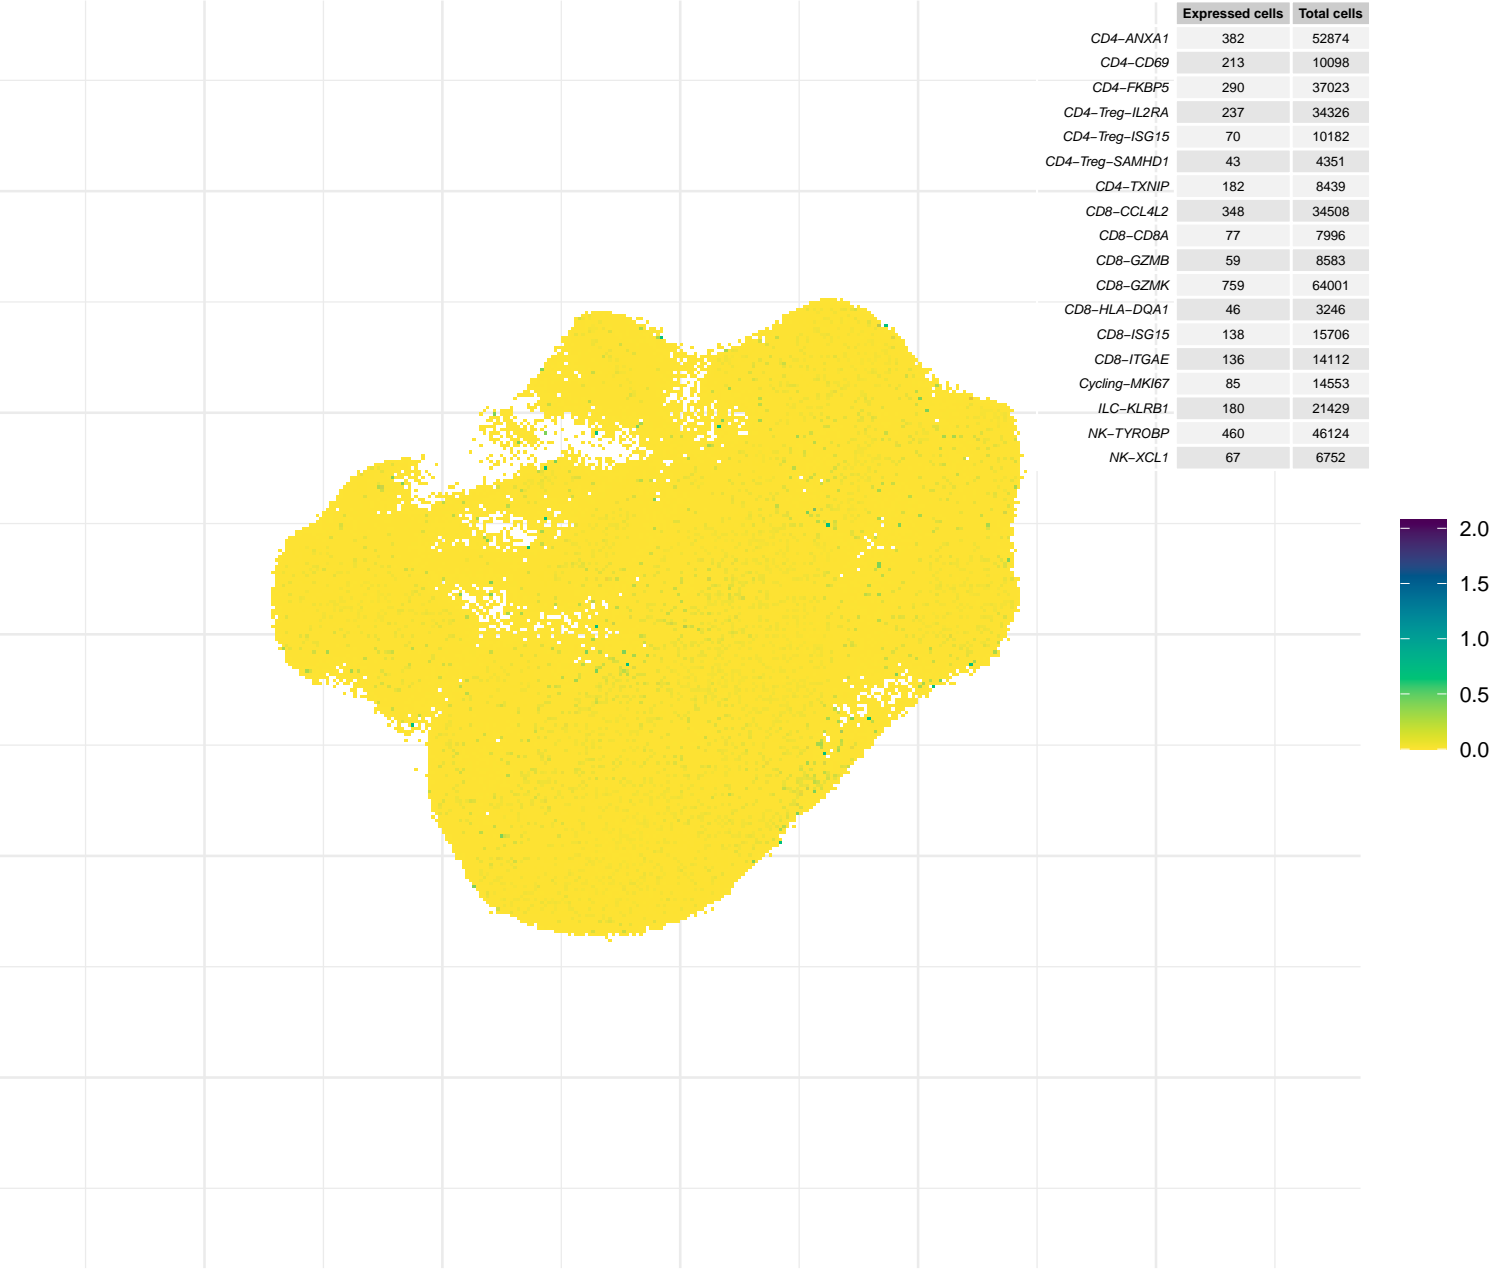 Expressed cells Total cells
CD4−ANXA1 382 52874
CD4−CD69 213 10098
CD4−FKBP5 290 37023
CD4−Treg−IL2RA 237 34326
CD4−Treg−ISG15 70 10182
CD4−Treg−SAMHD1 43 4351
CD4−TXNIP 182 8439
CD8−CCL4L2 348 34508
CD8−CD8A 77 7996
CD8−GZMB 59 8583
CD8−GZMK 759 64001
CD8−HLA−DQA1 46 3246
CD8−ISG15 138 15706
CD8−ITGAE 136 14112
Cycling−MKI67 85 14553
ILC−KLRB1 180 21429
NK−TYROBP 460 46124
NK−XCL1 67 6752
2.0
1.5
1.0
0.5
0.0